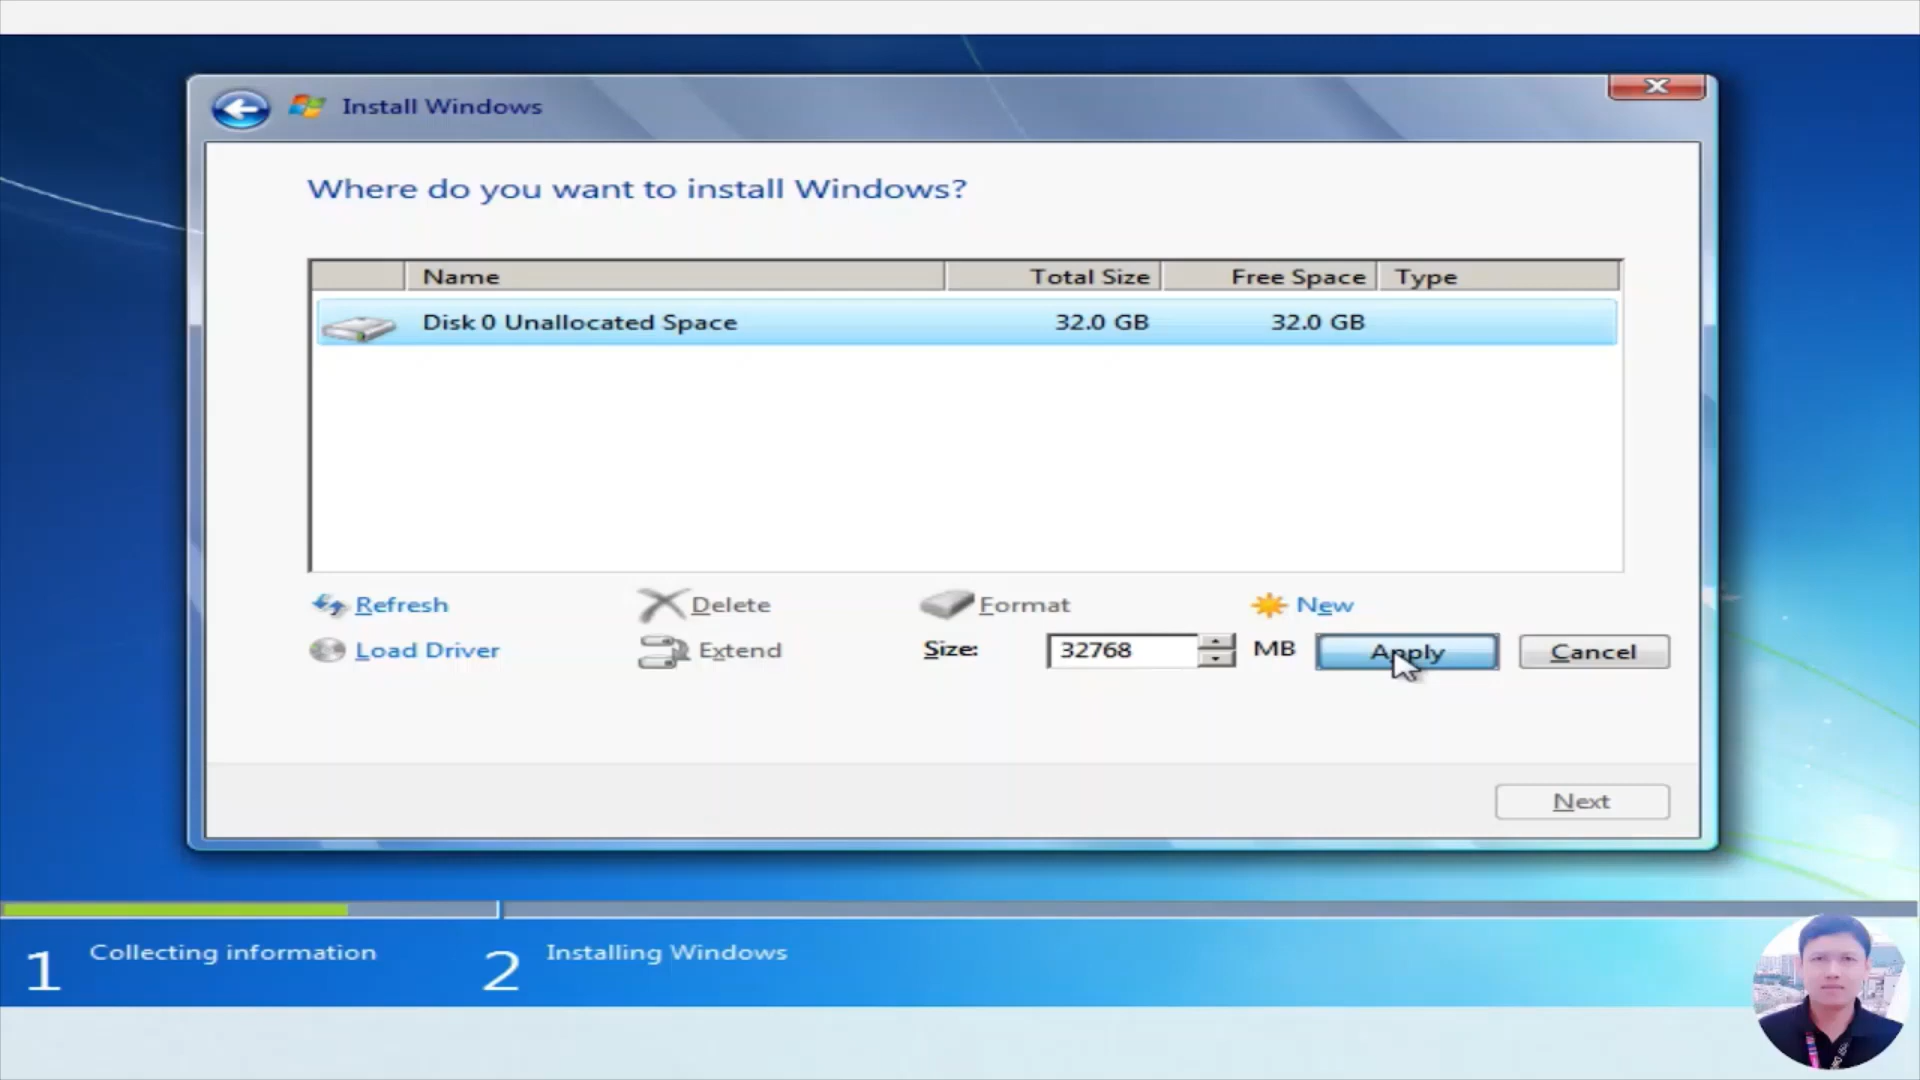 Install Windows
Where do you want to install Windows?
Name Total Size Free Space Type
Disk 0 Unallocated Space 32.0 GB 32.0 GB
Refresh Delete Format New
Load Driver Extend Size: 32768 MB Apply Cancel
Next
1 Collecting information 2 Installing Windows